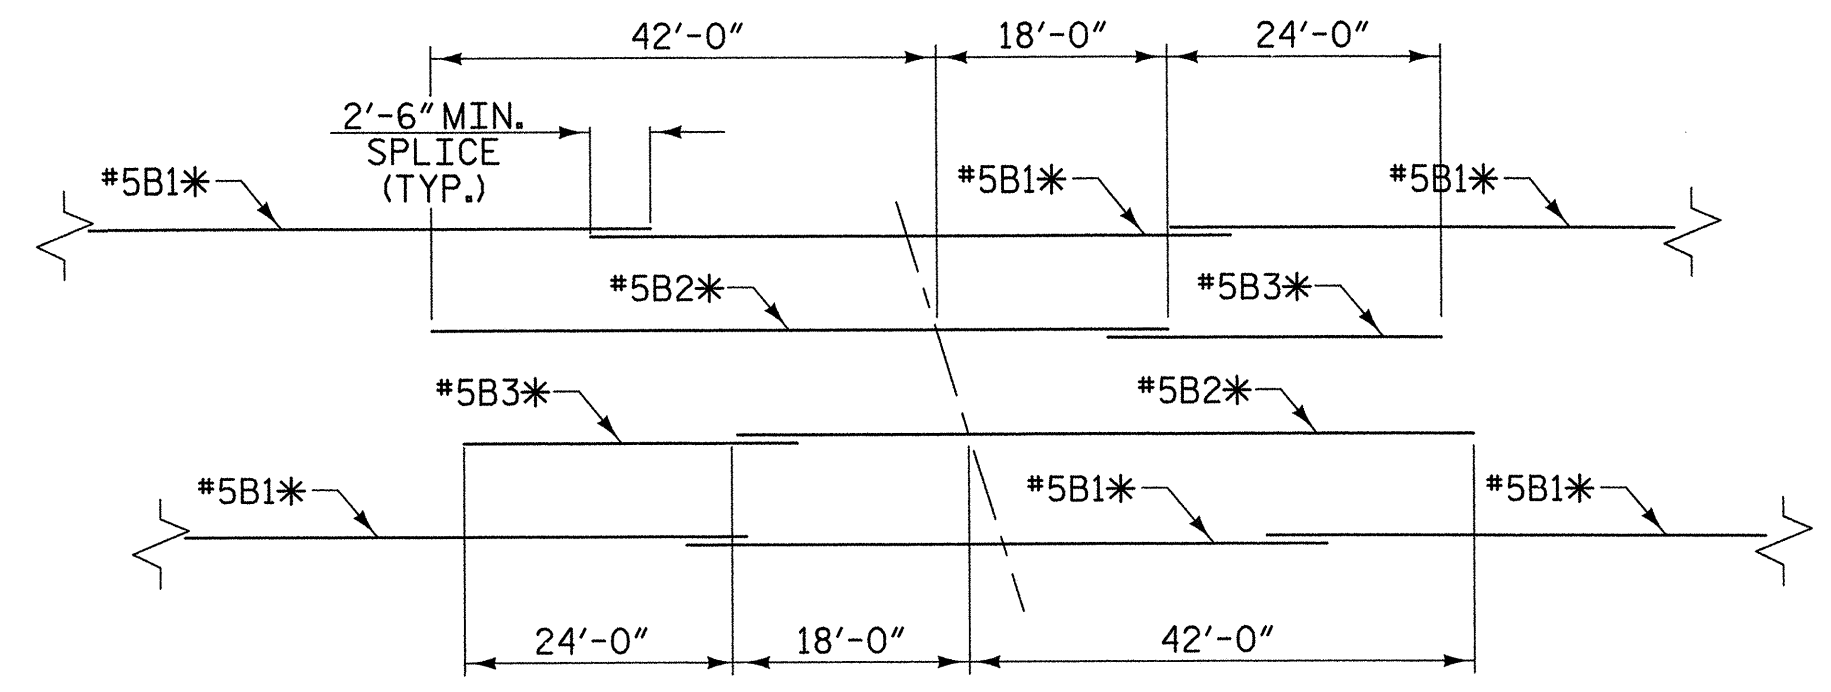 42'-0" 18'-0" 24'-0"
2'-6" MIN.
SPLICE
(TYP.)
#5B1✳ #5B1✳ #5B1✳
#5B2✳ #5B3✳
#5B3✳ #5B2✳
#5B1✳ #5B1✳ #5B1✳
24'-0" 18'-0" 42'-0"